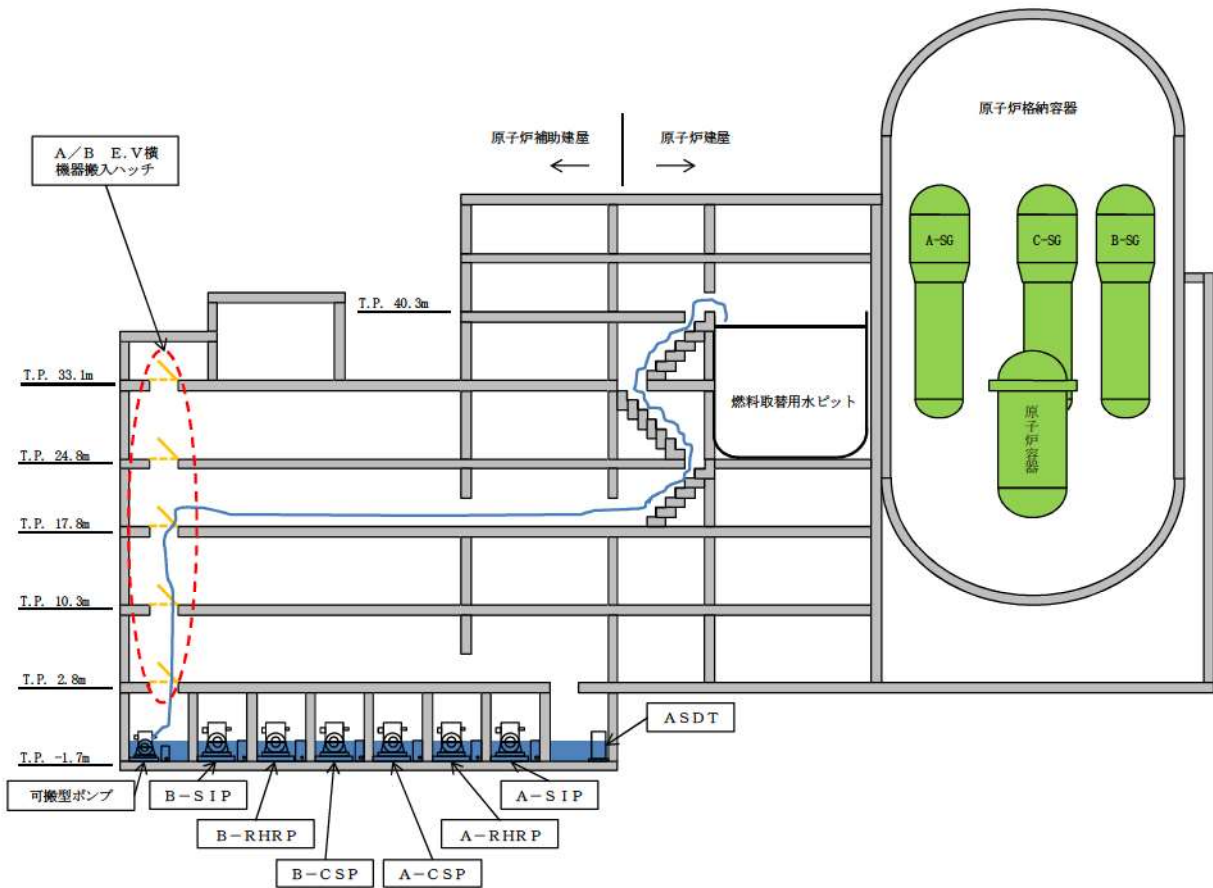 原子炉格納容器
原子炉補助建屋
原子炉建屋
A/B E.V横
機器搬入ハッチ
A-SG
C-SG
B-SG
T.P. 40.3m
T.P. 33.1m
燃料取替用水ピット
原子炉容器
T.P. 24.8m
T.P. 17.8m
T.P. 10.3m
T.P. 2.8m
ASDT
T.P. -1.7m
可搬型ポンプ
B-SIP
A-SIP
B-RHRP
A-RHRP
B-CSP
A-CSP